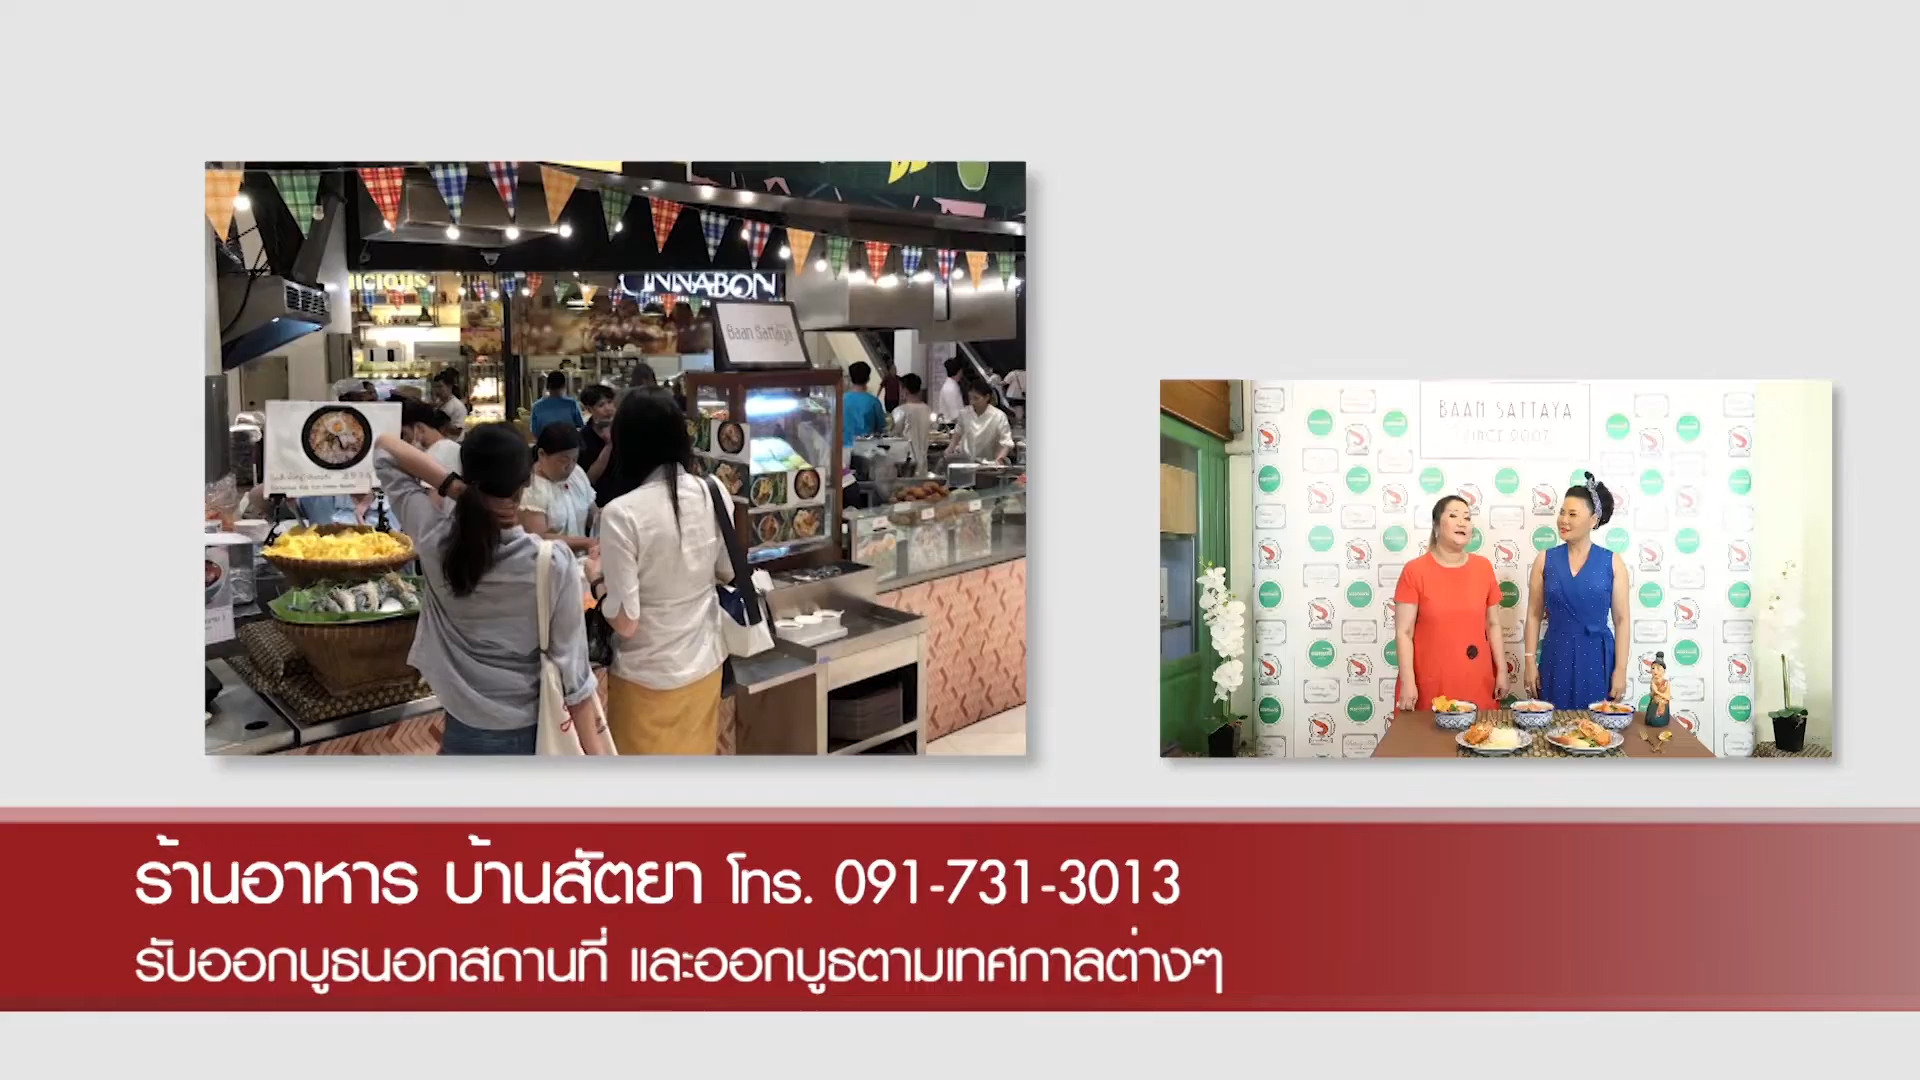 CINNABON
Baan Sattaya
BAAN SATTAYA
SINCE 2007
ร้านอาหาร บ้านสัตยา โทร. 091-731-3013
รับออกบูธนอกสถานที่ และออกบูธตามเทศกาลต่างๆ